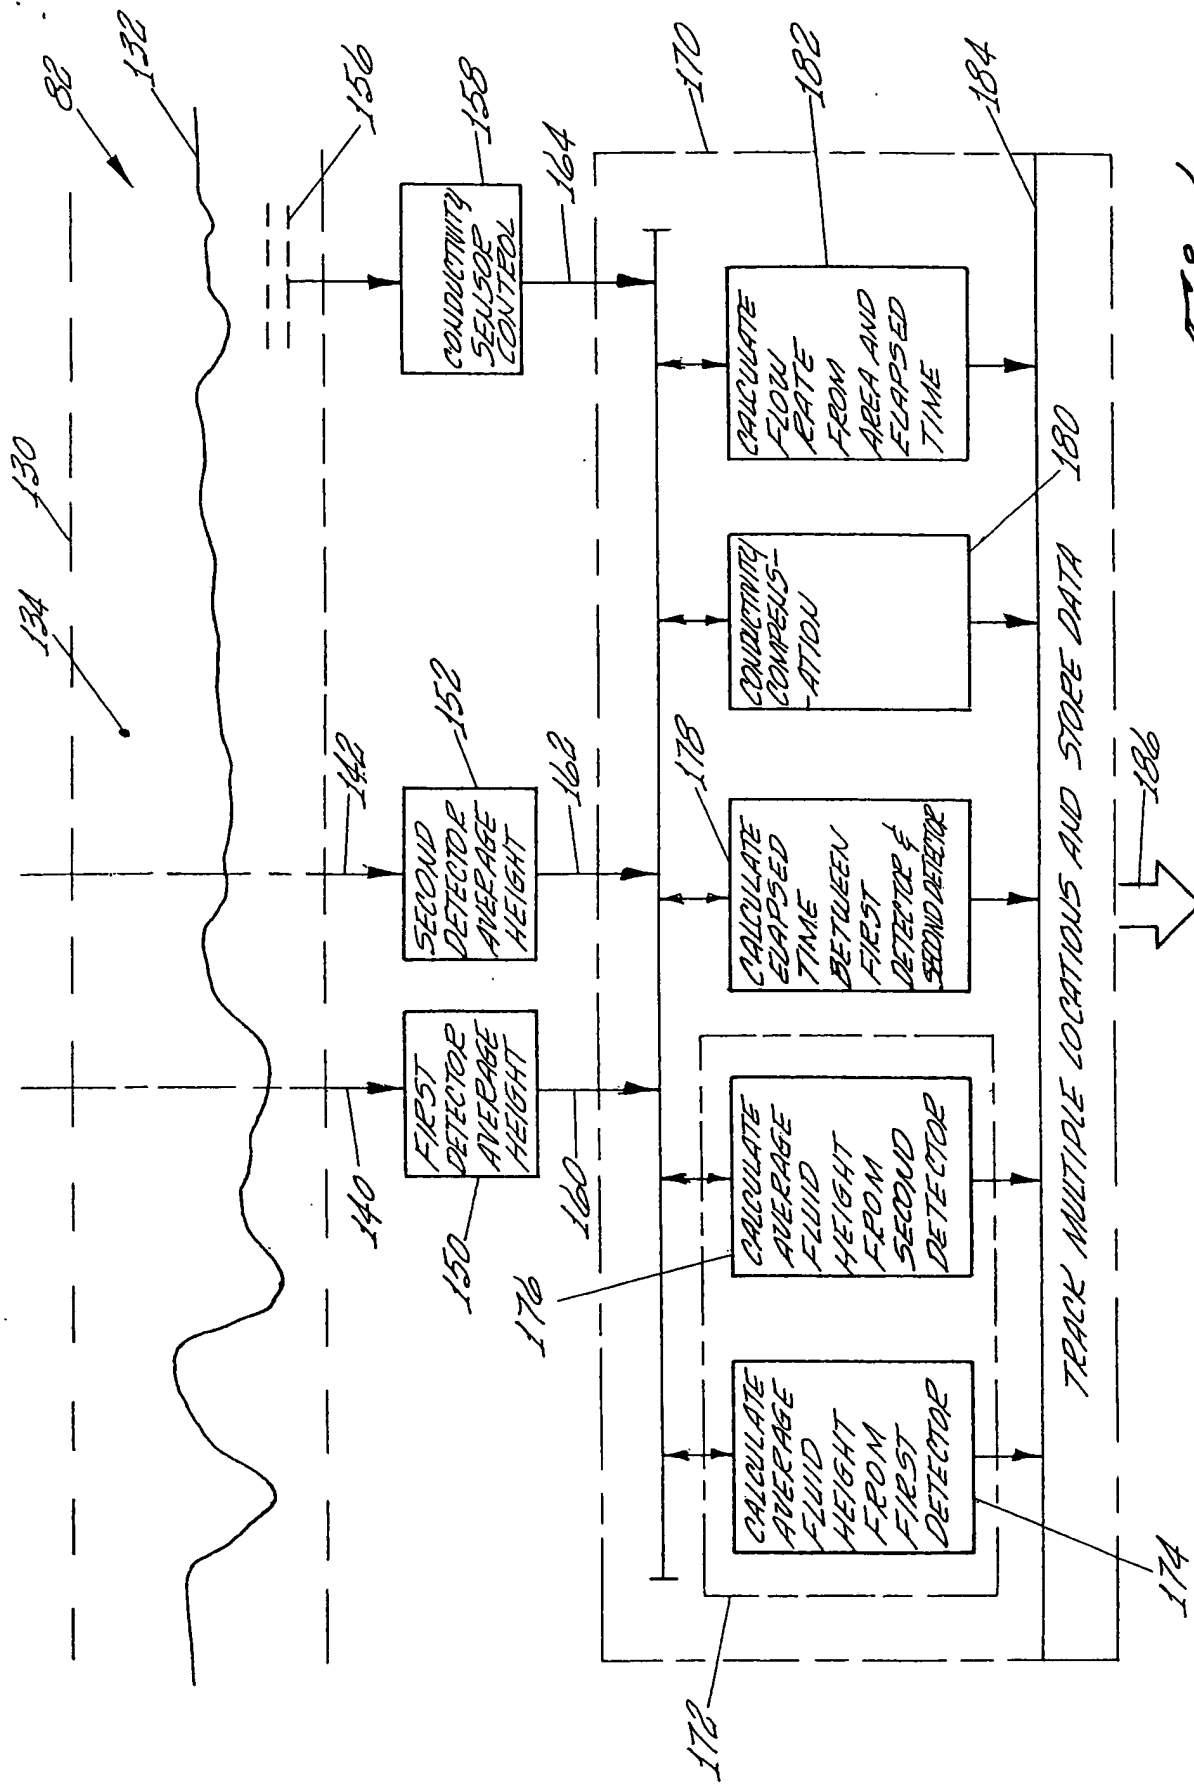 82
132
130
134
156
142
152
158
SECOND
DETECTOR
AVERAGE
HEIGHT
CONDUCTIVITY
SENSOR
CONTROL
FIRST
DETECTOR
AVERAGE
HEIGHT
140
150
160
162
164
170
176
178
182
CALCULATE
AVERAGE
FLUID
HEIGHT
FROM
FIRST
DETECTOR
CALCULATE
AVERAGE
FLUID
HEIGHT
FROM
SECOND
DETECTOR
CALCULATE
ELAPSED
TIME
BETWEEN
FIRST
DETECTOR &
SECOND DETECTOR
CONDUCTIVITY
COMPENS-
-ATION
CALCULATE
FLOW
RATE
FROM
AREA AND
ELAPSED
TIME
172
174
180
184
TRACK MULTIPLE LOCATIONS AND STORE DATA
186